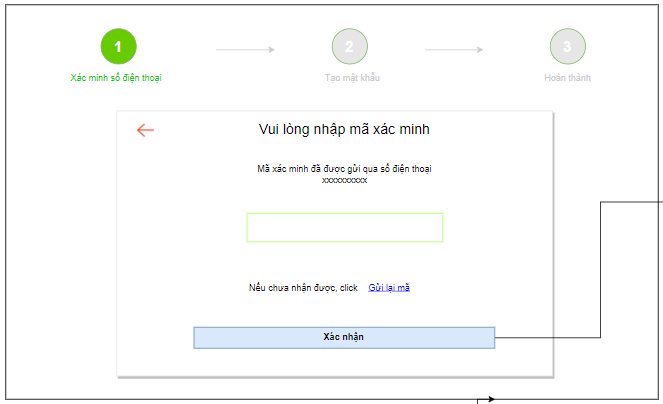 1
2
3
Xác minh số điện thoại
Tạo mật khẩu
Hoàn thành
Vui lòng nhập mã xác minh
Mã xác minh đã được gửi qua số điện thoại
xxxxxxxxxx
Nếu chưa nhận được, click Gửi lại mã
Xác nhận